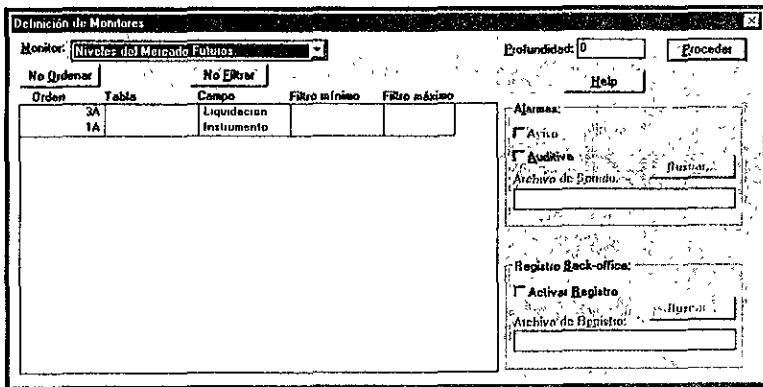 Definición de Monitores
Monitor: Niveles del Mercado Futuros
Profundidad: 0
Proceder
No Ordenar
No Filtrar
Help
Orden Tabla Campo Filtro mínimo Filtro máximo
3A Liquidacion
1A Instrumento
Alarmas:
Aviso
Auditiva
Buscar...
Archivo de Sonido:
Registro Back-office:
Activar Registro
Buscar...
Archivo de Registro: